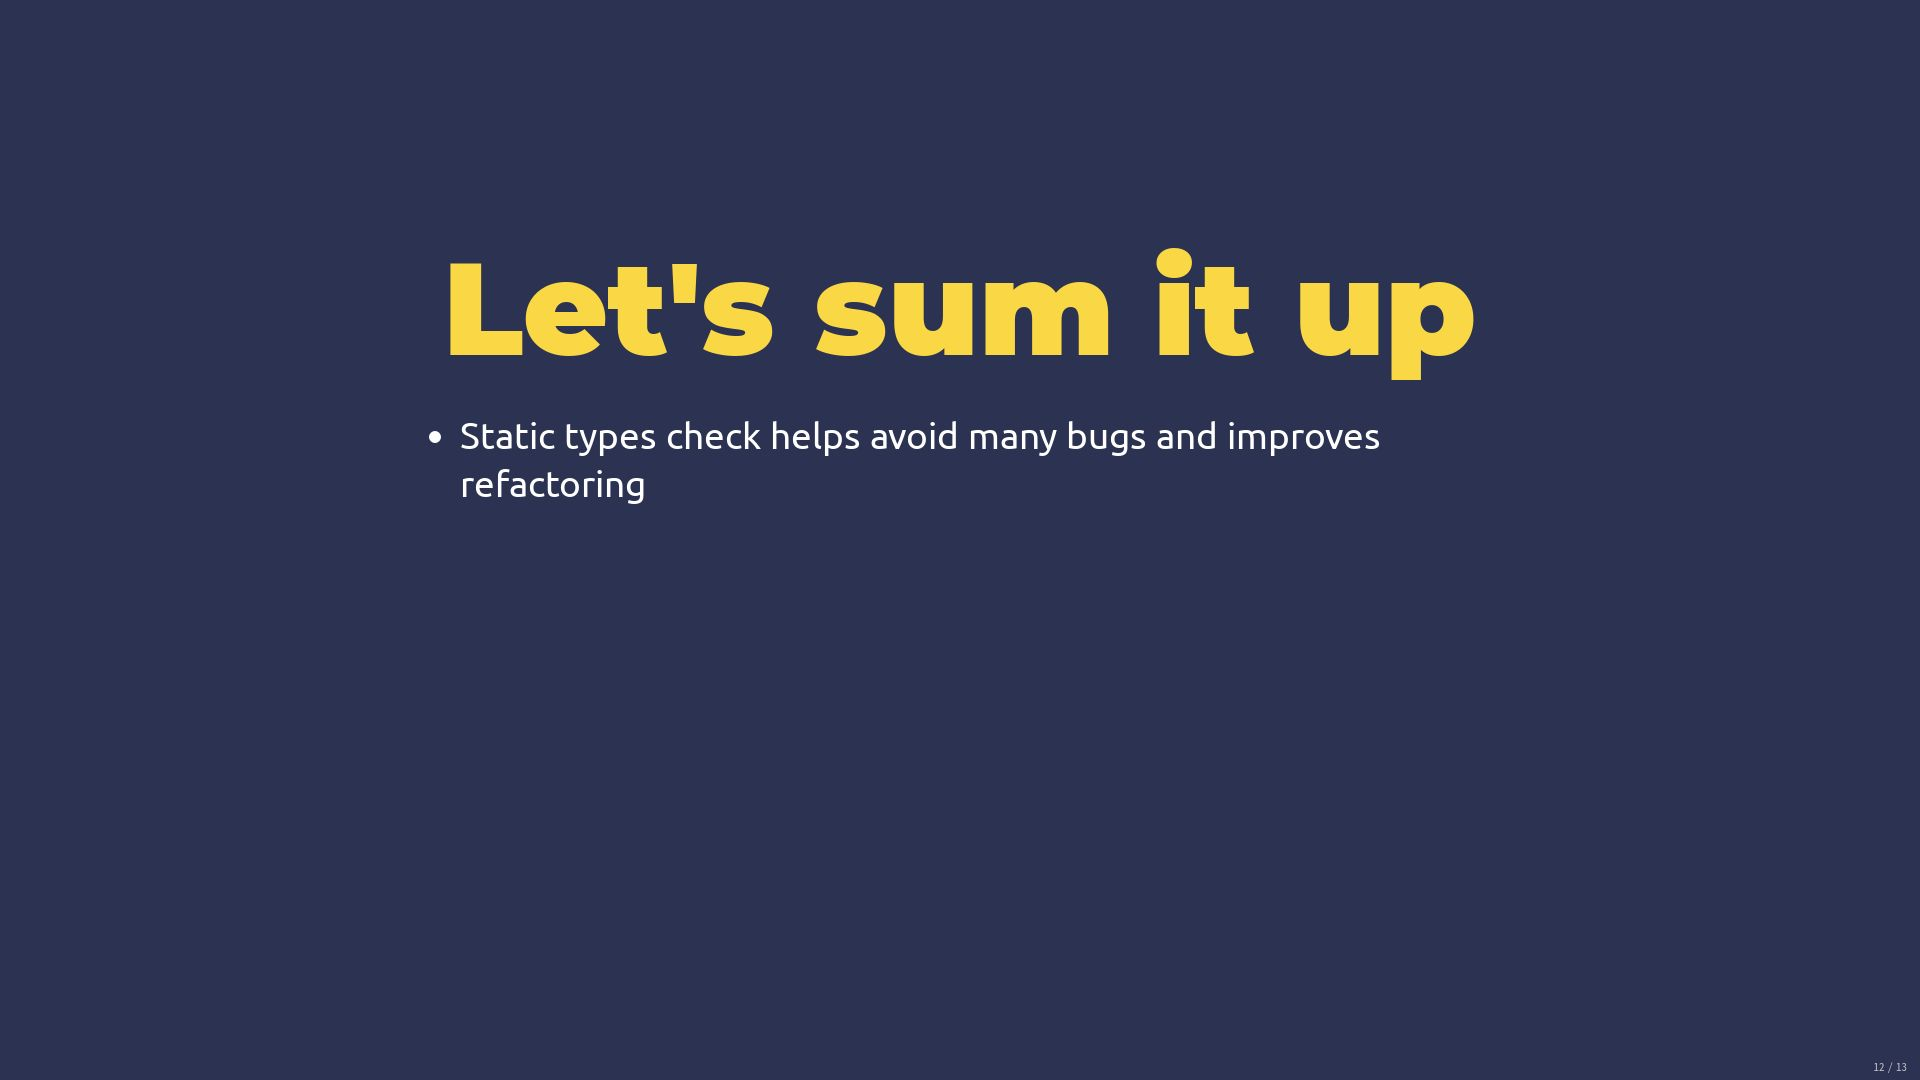 Let's sum it up
• Static types check helps avoid many bugs and improves
refactoring
12 / 13